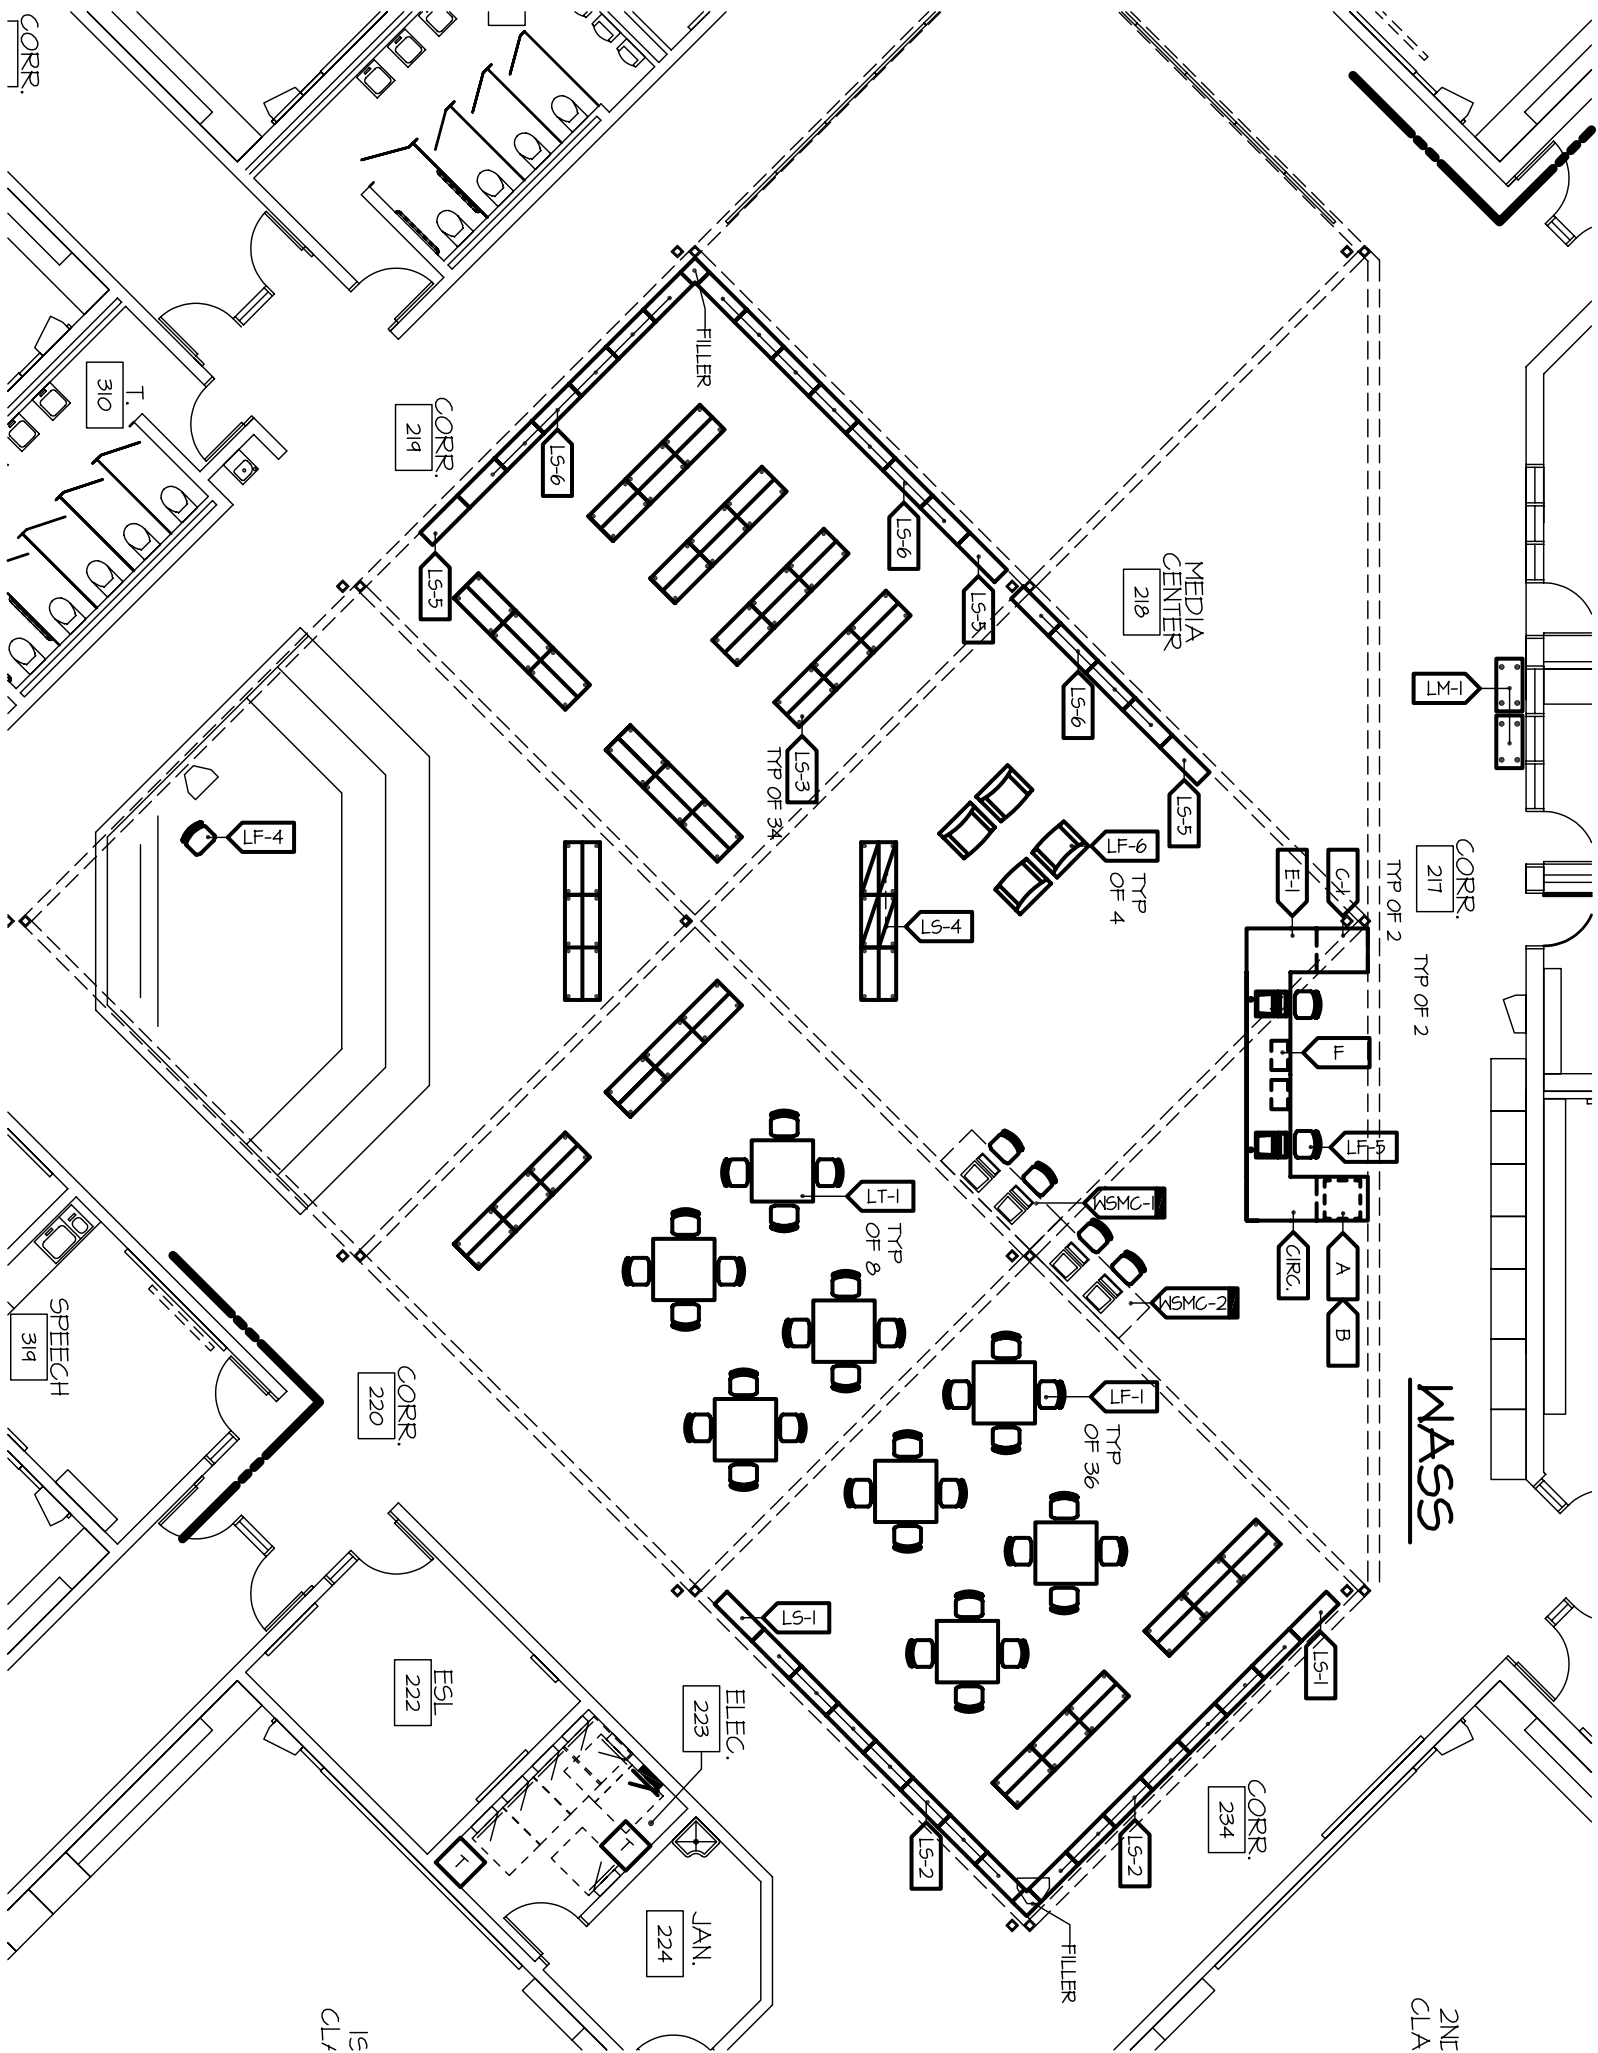 CORR.
T.
310
CORR.
219
FILLER
LS-6
LS-5
LS-6
LS-5
MEDIA
CENTER
218
LS-6
LS-5
LM-1
LS-3
TYP OF 34
LF-4
LF-6
TYP
OF 4
LS-4
E-1
C-1
TYP OF 2
CORR.
217
TYP OF 2
F
LF-5
LT-1
TYP
OF 8
WSMC-1
WSMC-2
CIRC.
A
B
SPEECH
319
CORR.
220
LF-1
TYP
OF 36
WASS
LS-1
LS-1
ESL
222
ELEC.
223
T
T
LS-2
LS-2
CORR.
234
JAN.
224
FILLER
IS
CLA
2ND
CLA